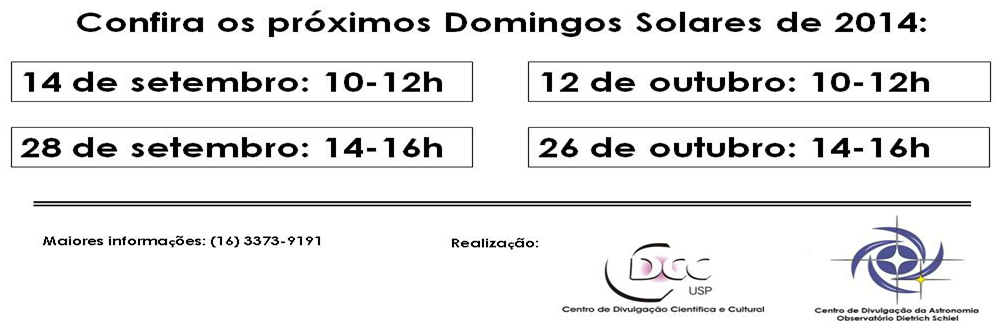 Confira os próximos Domingos Solares de 2014:
14 de setembro: 10-12h
12 de outubro: 10-12h
28 de setembro: 14-16h
26 de outubro: 14-16h
Maiores informações: (16) 3373-9191
Realização:
CDCC
USP
Centro de Divulgação Científica e Cultural
Centro de Divulgação da Astronomia
Observatório Dietrich Schiel